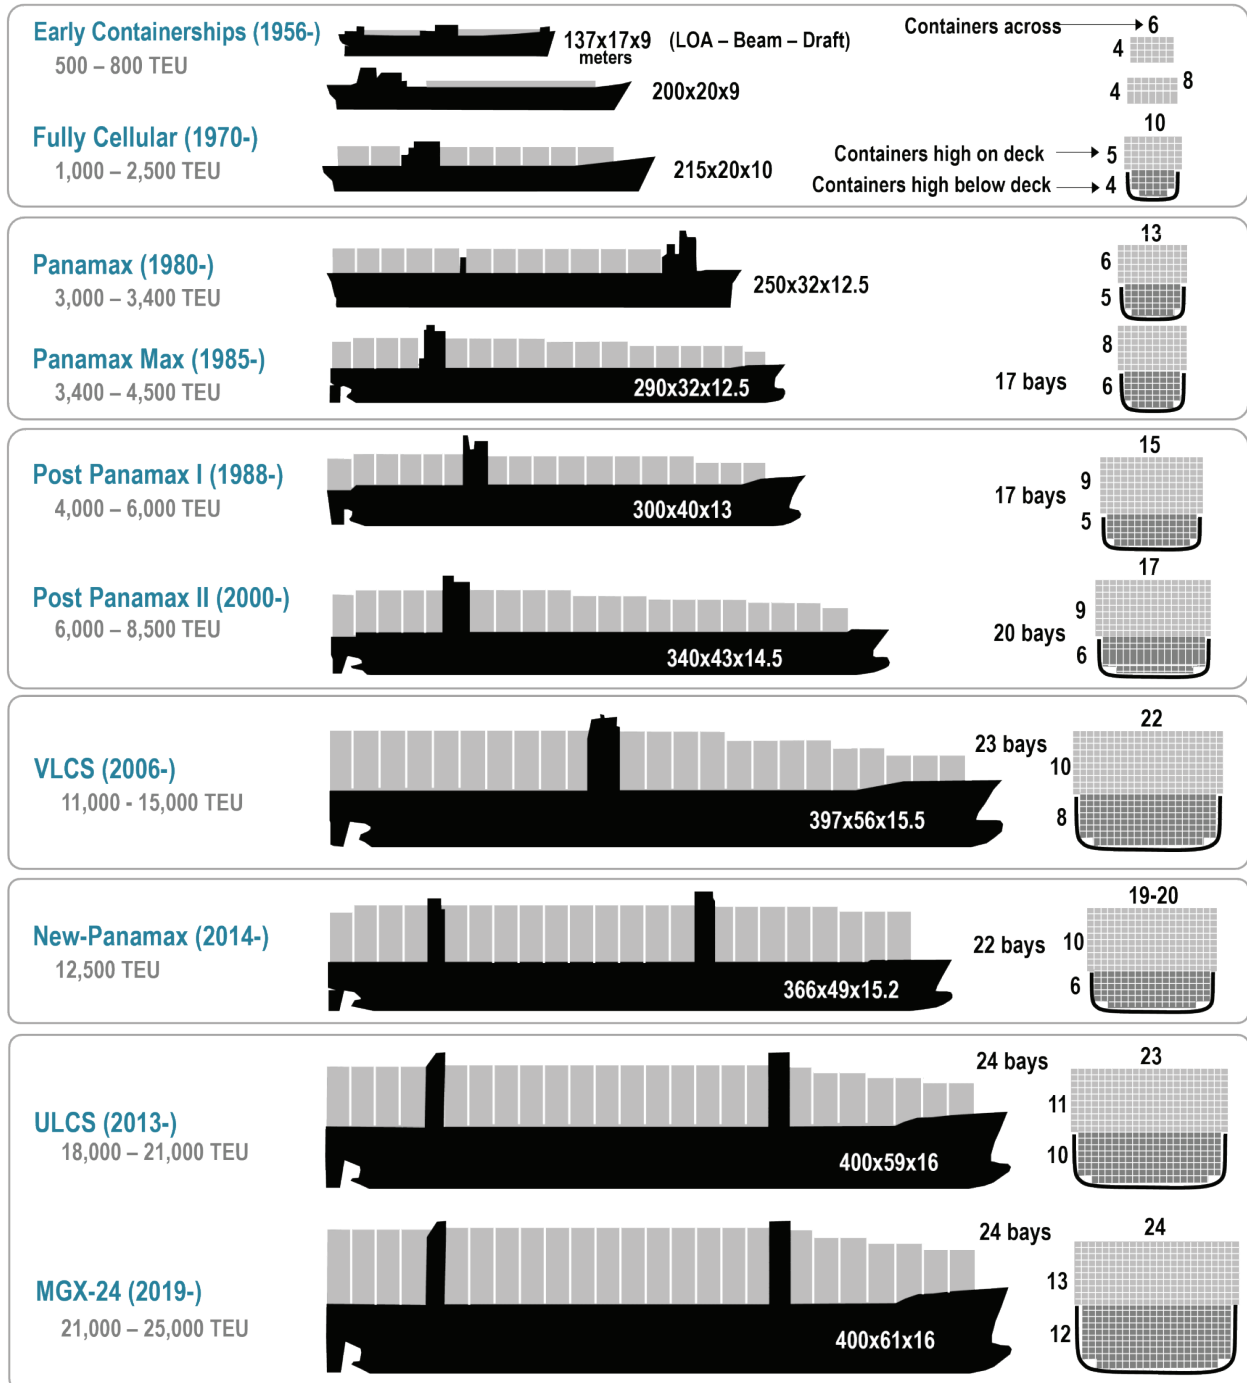 Early Containerships (1956-)
500 – 800 TEU
137x17x9 (LOA – Beam – Draft)
meters
Containers across
6
4
200x20x9
8
4
Fully Cellular (1970-)
1,000 – 2,500 TEU
215x20x10
10
Containers high on deck
5
Containers high below deck
4
Panamax (1980-)
3,000 – 3,400 TEU
250x32x12.5
13
6
5
Panamax Max (1985-)
3,400 – 4,500 TEU
290x32x12.5
17 bays
8
6
Post Panamax I (1988-)
4,000 – 6,000 TEU
300x40x13
17 bays
15
9
5
Post Panamax II (2000-)
6,000 – 8,500 TEU
340x43x14.5
20 bays
17
9
6
VLCS (2006-)
11,000 - 15,000 TEU
397x56x15.5
23 bays
22
10
8
New-Panamax (2014-)
12,500 TEU
366x49x15.2
22 bays
19-20
10
6
ULCS (2013-)
18,000 – 21,000 TEU
400x59x16
24 bays
23
11
10
MGX-24 (2019-)
21,000 – 25,000 TEU
400x61x16
24 bays
24
13
12